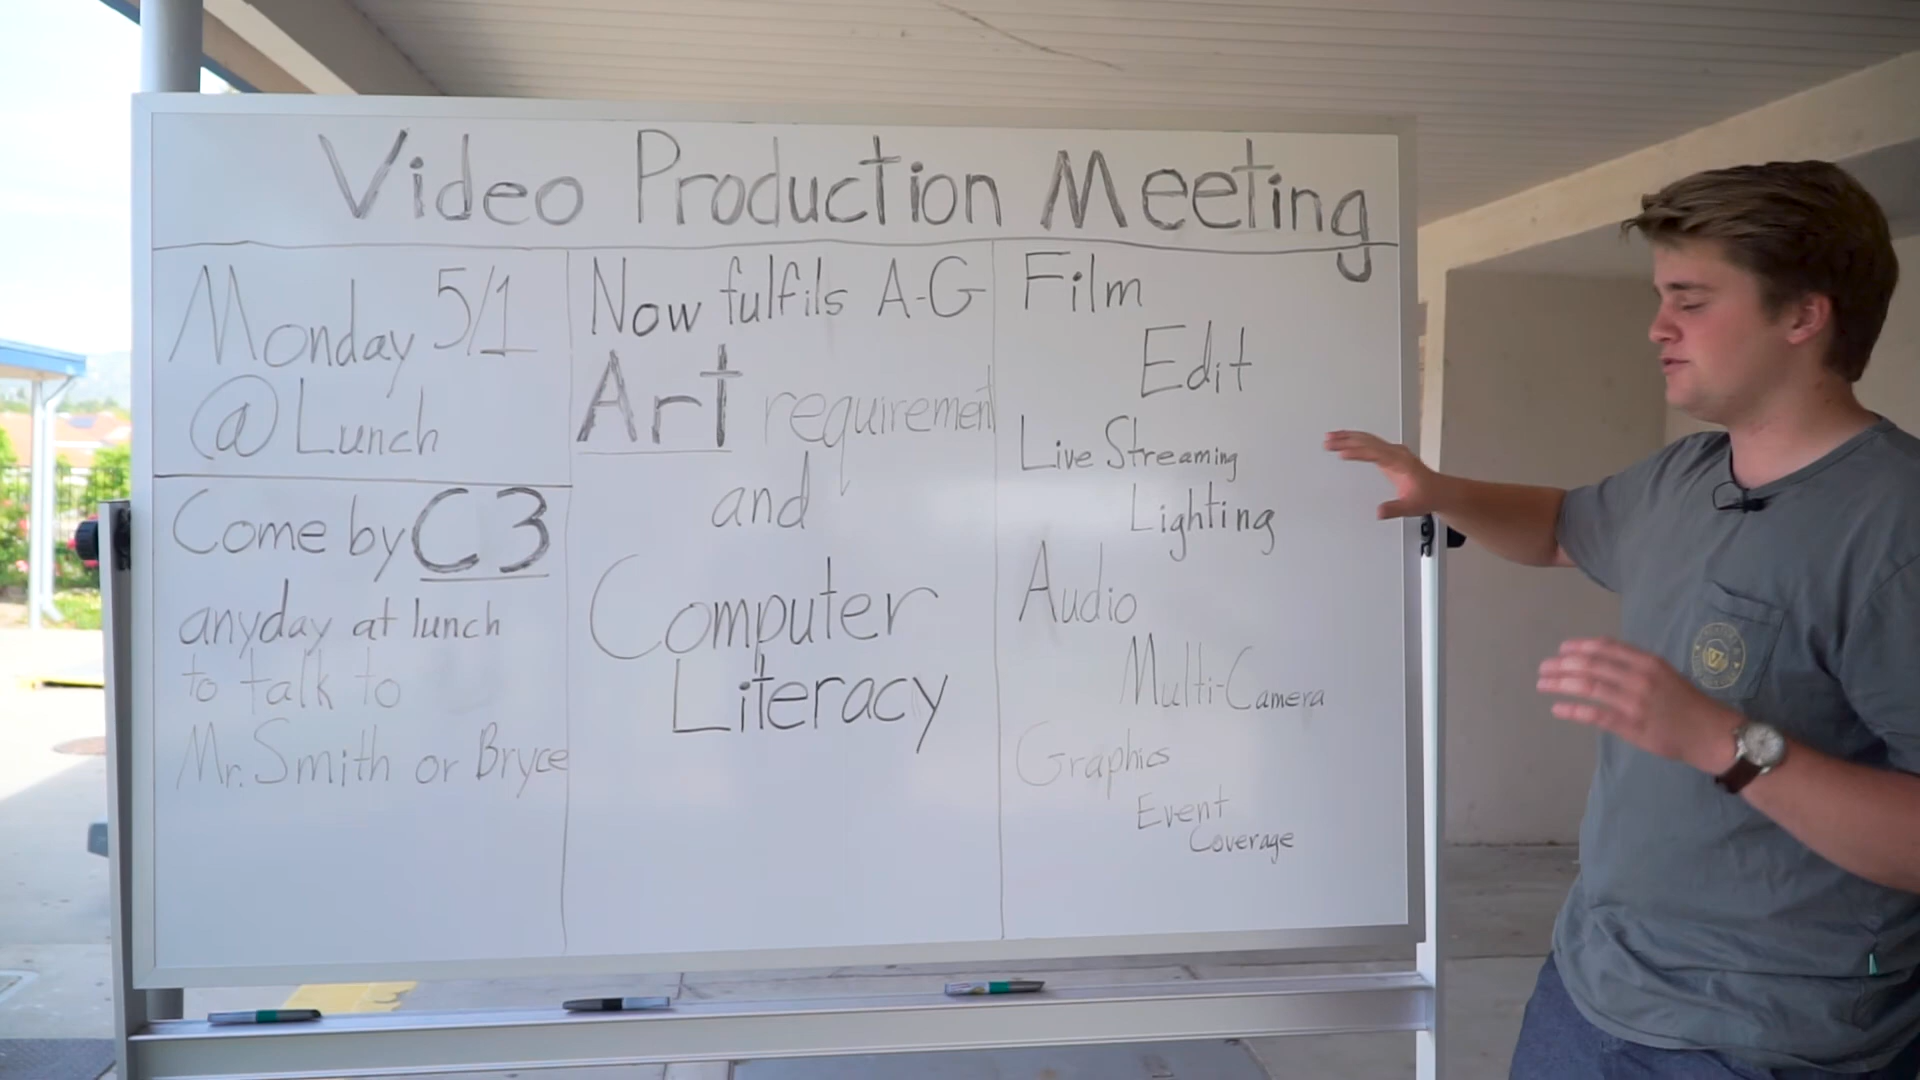 Video Production Meeting
Monday 5/1
@ Lunch
Come by C3
anyday at lunch
to talk to
Mr. Smith or Bryce
Now fulfils A-G
Art requirement
and
Computer
Literacy
Film
Edit
Live Streaming
Lighting
Audio
Multi-Camera
Graphics
Event
Coverage